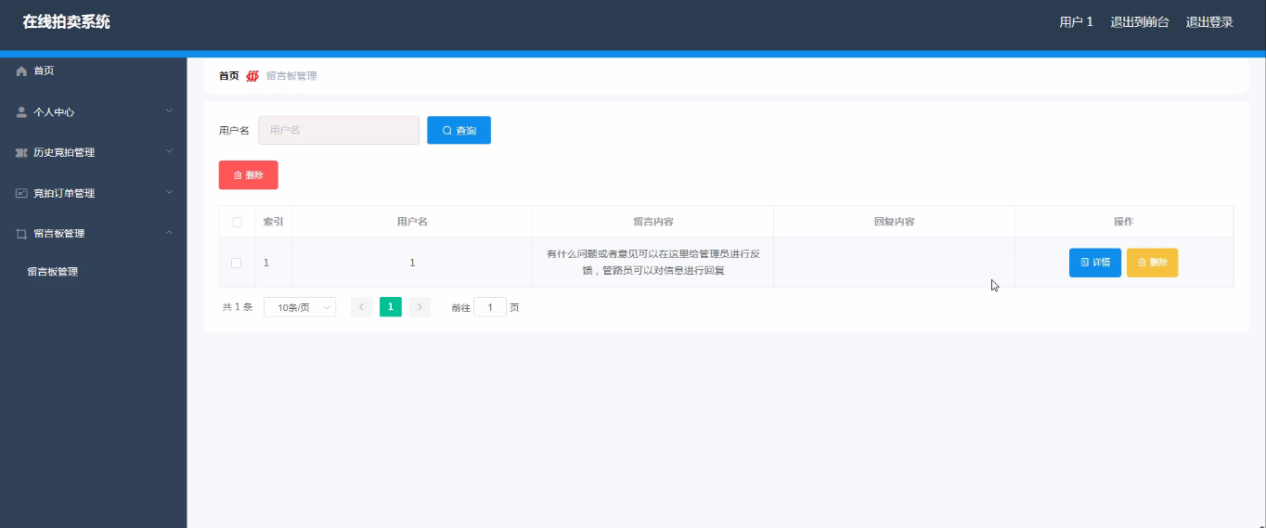 在线拍卖系统
用户 1 退出到前台 退出登录
首页
个人中心
历史竞拍管理
竞拍订单管理
留言板管理
留言板管理
首页 留言板管理
用户名 用户名 查询
删除
索引 用户名 留言内容 回复内容 操作
1 1 有什么问题或者意见可以在这里给管理员进行反
馈，管路员可以对信息进行回复 详情 删除
共 1 条 10条/页 1 前往 1 页